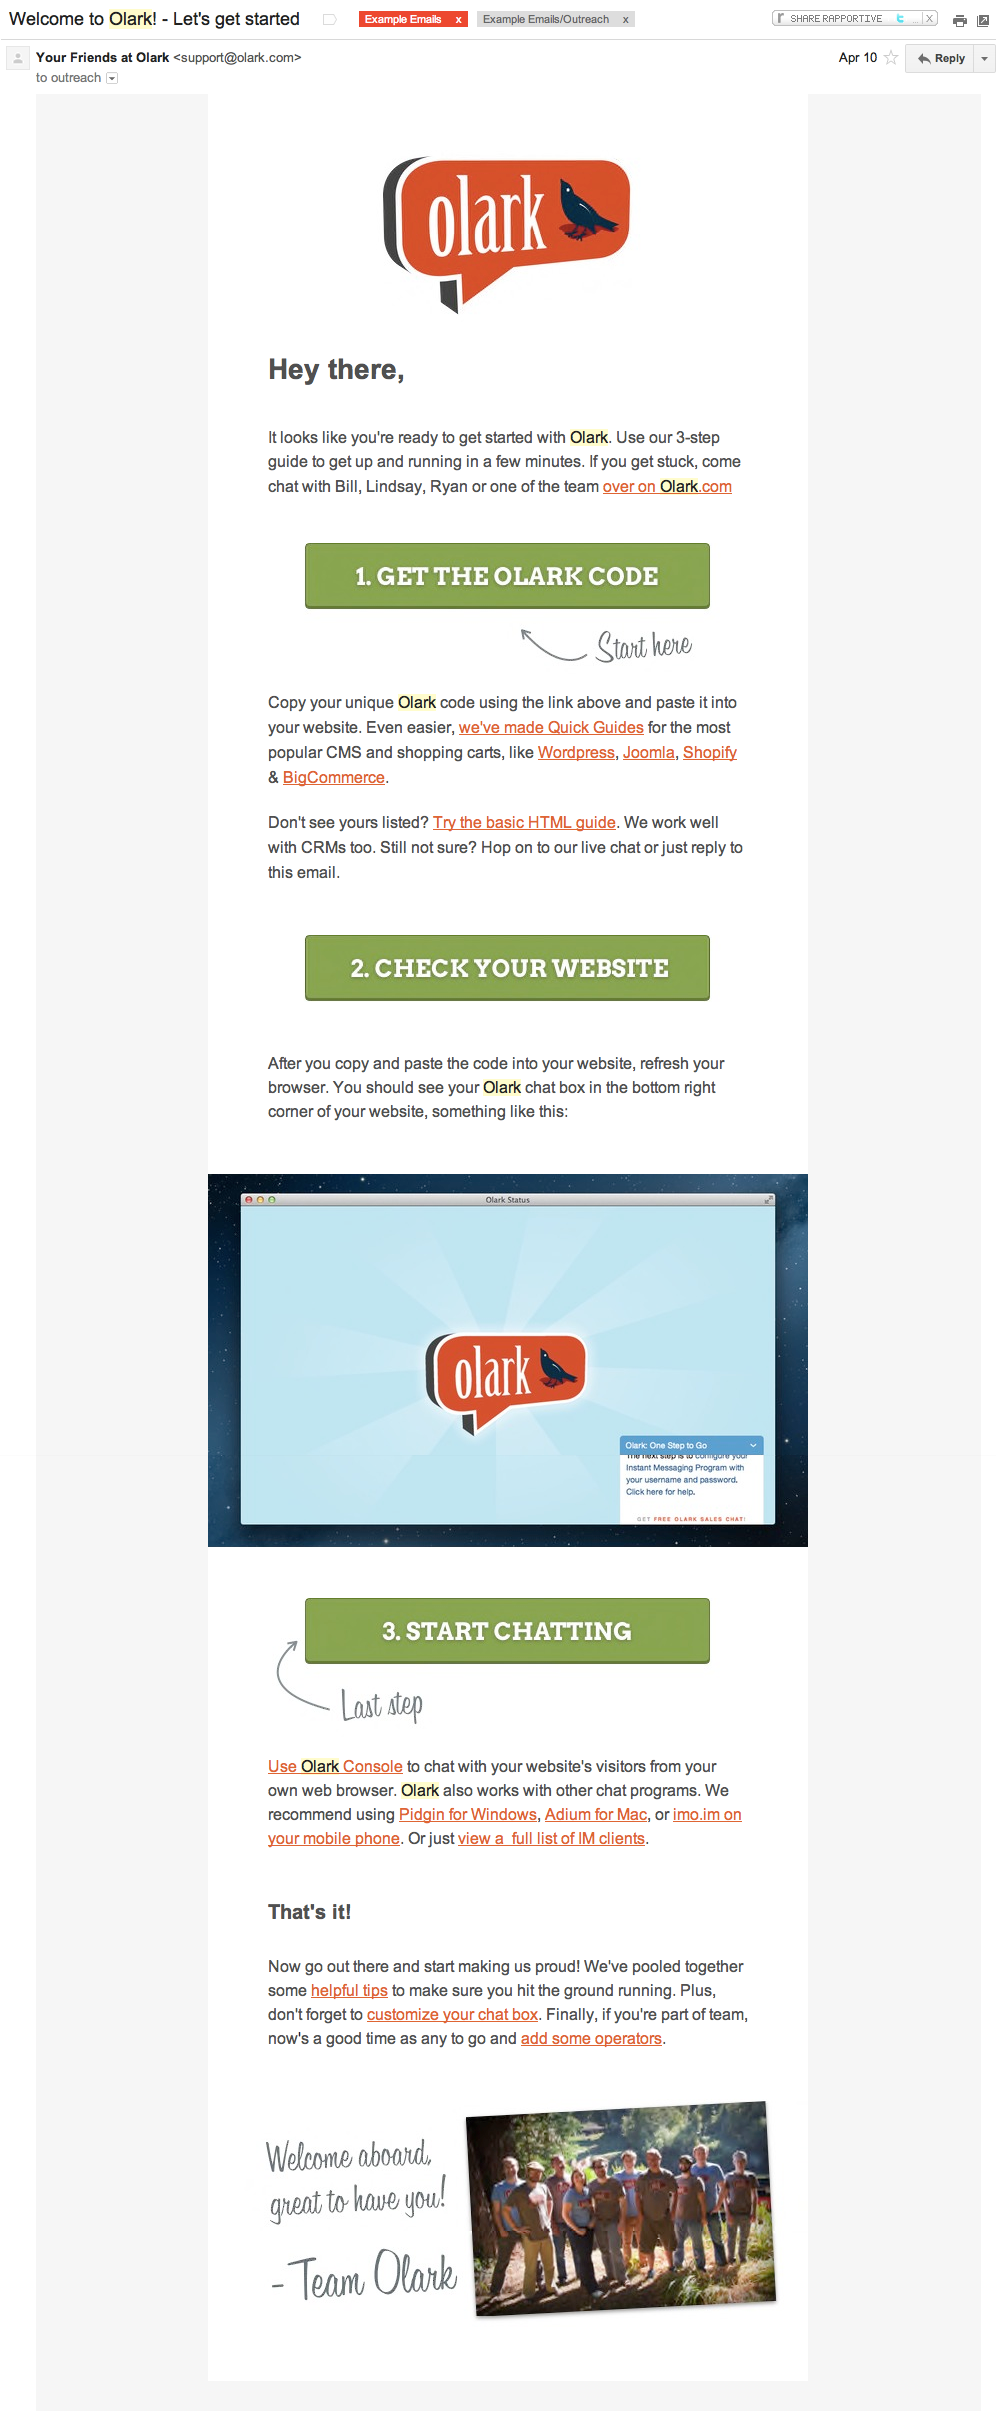 Welcome to Olark! - Let's get started
Example Emails x
Example Emails/Outreach x
r SHARE RAPPORTIVE t ... X
Your Friends at Olark <support@olark.com>
Apr 10
Reply
to outreach
olark
Hey there,
It looks like you're ready to get started with Olark. Use our 3-step
guide to get up and running in a few minutes. If you get stuck, come
chat with Bill, Lindsay, Ryan or one of the team over on Olark.com
1. GET THE OLARK CODE
Start here
Copy your unique Olark code using the link above and paste it into
your website. Even easier, we've made Quick Guides for the most
popular CMS and shopping carts, like Wordpress, Joomla, Shopify
& BigCommerce.
Don't see yours listed? Try the basic HTML guide. We work well
with CRMs too. Still not sure? Hop on to our live chat or just reply to
this email.
2. CHECK YOUR WEBSITE
After you copy and paste the code into your website, refresh your
browser. You should see your Olark chat box in the bottom right
corner of your website, something like this:
Olark Status
olark
Olark: One Step to Go
The next step is to configure your
Instant Messaging Program with
your username and password.
Click here for help.
GET FREE OLARK SALES CHAT!
3. START CHATTING
Last step
Use Olark Console to chat with your website's visitors from your
own web browser. Olark also works with other chat programs. We
recommend using Pidgin for Windows, Adium for Mac, or imo.im on
your mobile phone. Or just view a full list of IM clients.
That's it!
Now go out there and start making us proud! We've pooled together
some helpful tips to make sure you hit the ground running. Plus,
don't forget to customize your chat box. Finally, if you're part of team,
now's a good time as any to go and add some operators.
Welcome aboard,
great to have you!
- Team Olark